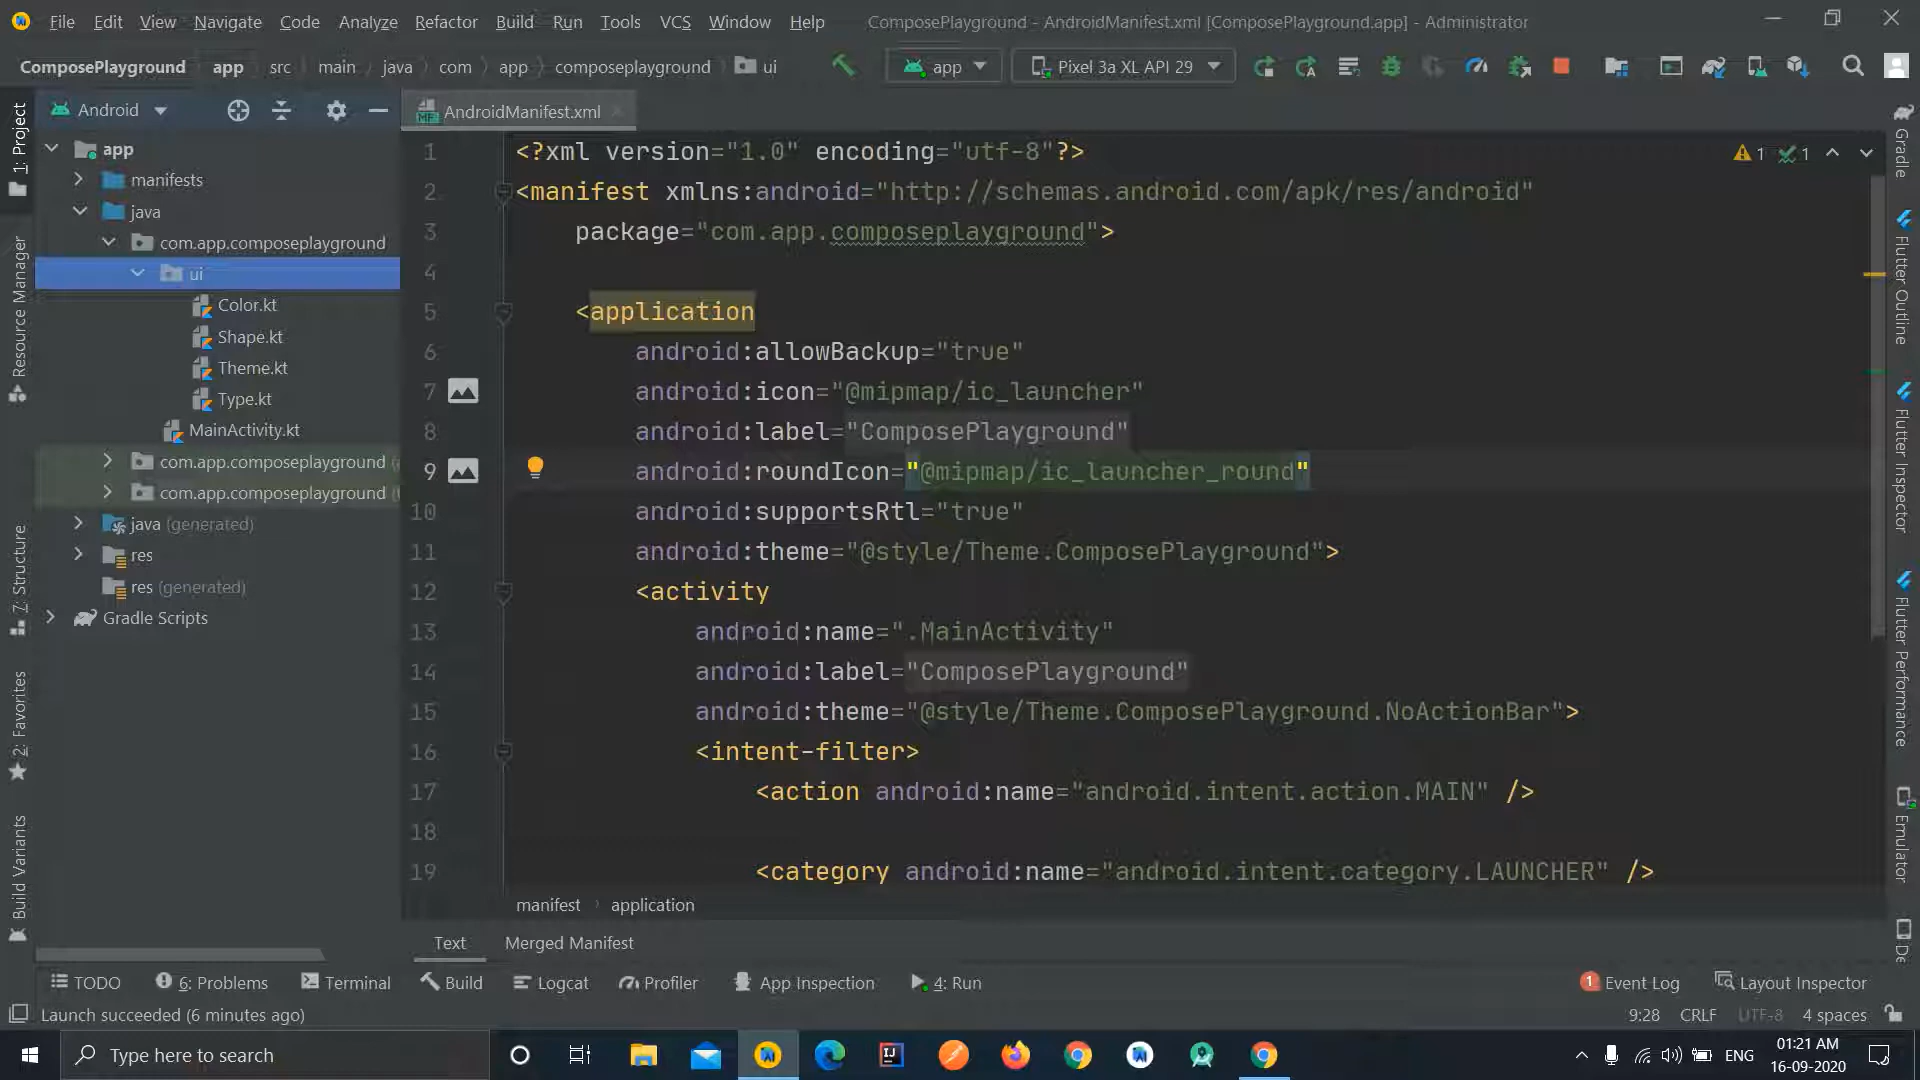 File Edit View Navigate Code Analyze Refactor Build Run Tools VCS Window Help ComposePlayground - AndroidManifest.xml [ComposePlayground.app] - Administrator
ComposePlayground app src main java com app composeplayground ui app Pixel 3a XL API 29
Android
AndroidManifest.xml
1: Project
Resource Manager
7: Structure
2: Favorites
Build Variants
app
manifests
java
com.app.composeplayground
ui
Color.kt
Shape.kt
Theme.kt
Type.kt
MainActivity.kt
com.app.composeplayground
com.app.composeplayground
java (generated)
res
res (generated)
Gradle Scripts
1 <?xml version="1.0" encoding="utf-8"?>
2 <manifest xmlns:android="http://schemas.android.com/apk/res/android"
3 package="com.app.composeplayground">
4
5 <application
6 android:allowBackup="true"
7 android:icon="@mipmap/ic_launcher"
8 android:label="ComposePlayground"
9 android:roundIcon="@mipmap/ic_launcher_round"
10 android:supportsRtl="true"
11 android:theme="@style/Theme.ComposePlayground">
12 <activity
13 android:name=".MainActivity"
14 android:label="ComposePlayground"
15 android:theme="@style/Theme.ComposePlayground.NoActionBar">
16 <intent-filter>
17 <action android:name="android.intent.action.MAIN" />
18
19 <category android:name="android.intent.category.LAUNCHER" />
1 1
manifest application
Text Merged Manifest
Gradle
Flutter Outline
Flutter Inspector
Flutter Performance
Emulator
TODO 6: Problems Terminal Build Logcat Profiler App Inspection 4: Run 1 Event Log Layout Inspector
Launch succeeded (6 minutes ago) 9:28 CRLF UTF-8 4 spaces
Type here to search ENG 01:21 AM
16-09-2020